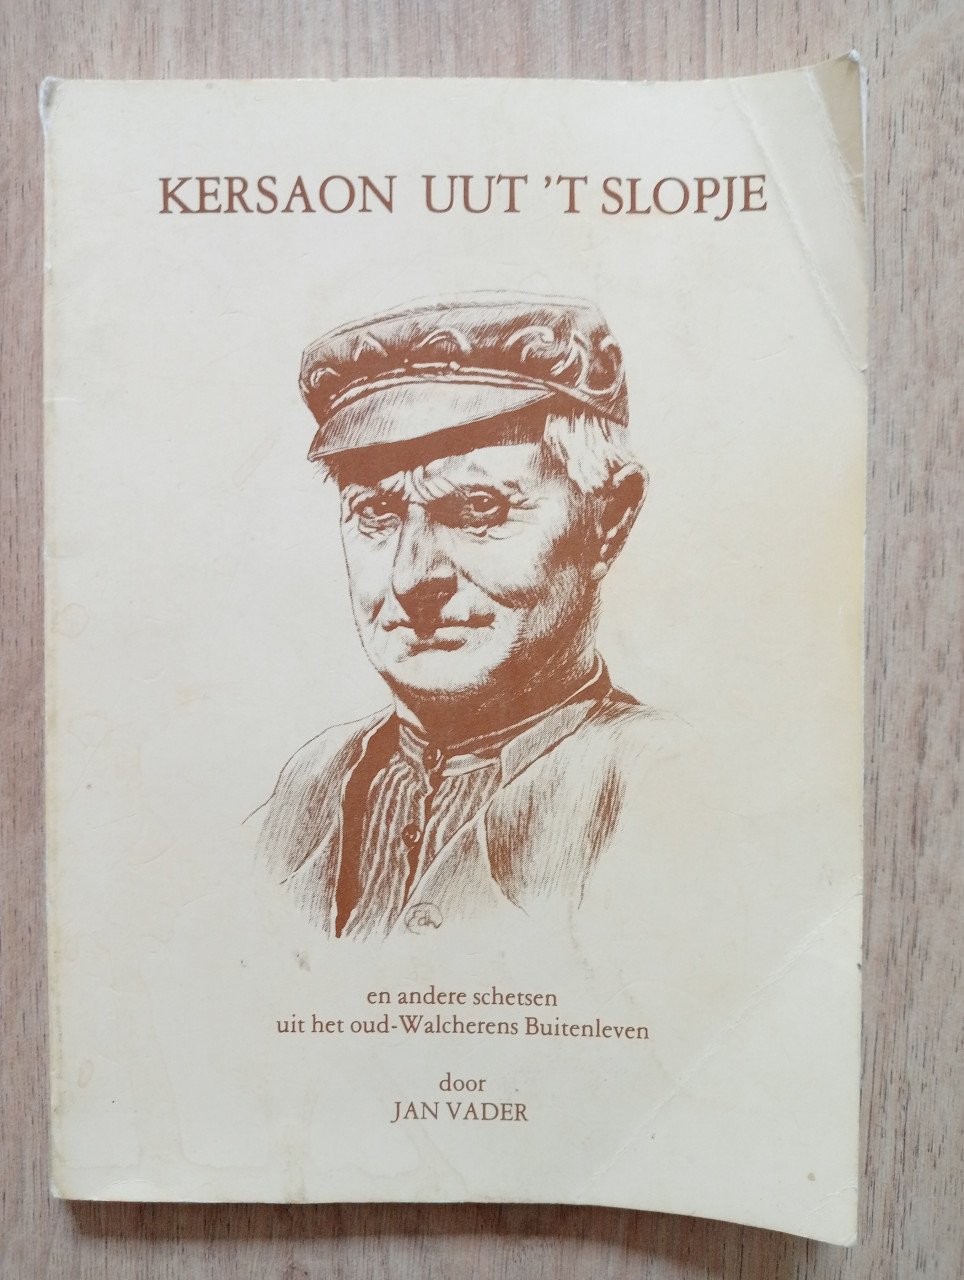 KERSAON UUT 'T SLOPJE
en andere schetsen
uit het oud-Walcherens Buitenleven
door
JAN VADER